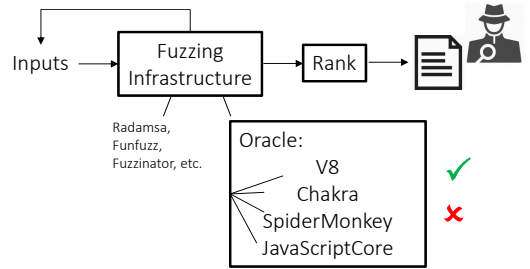 Inputs
Fuzzing
Infrastructure
Rank
Radamsa,
Funfuzz,
Fuzzinator, etc.
Oracle:
V8
Chakra
SpiderMonkey
JavaScriptCore